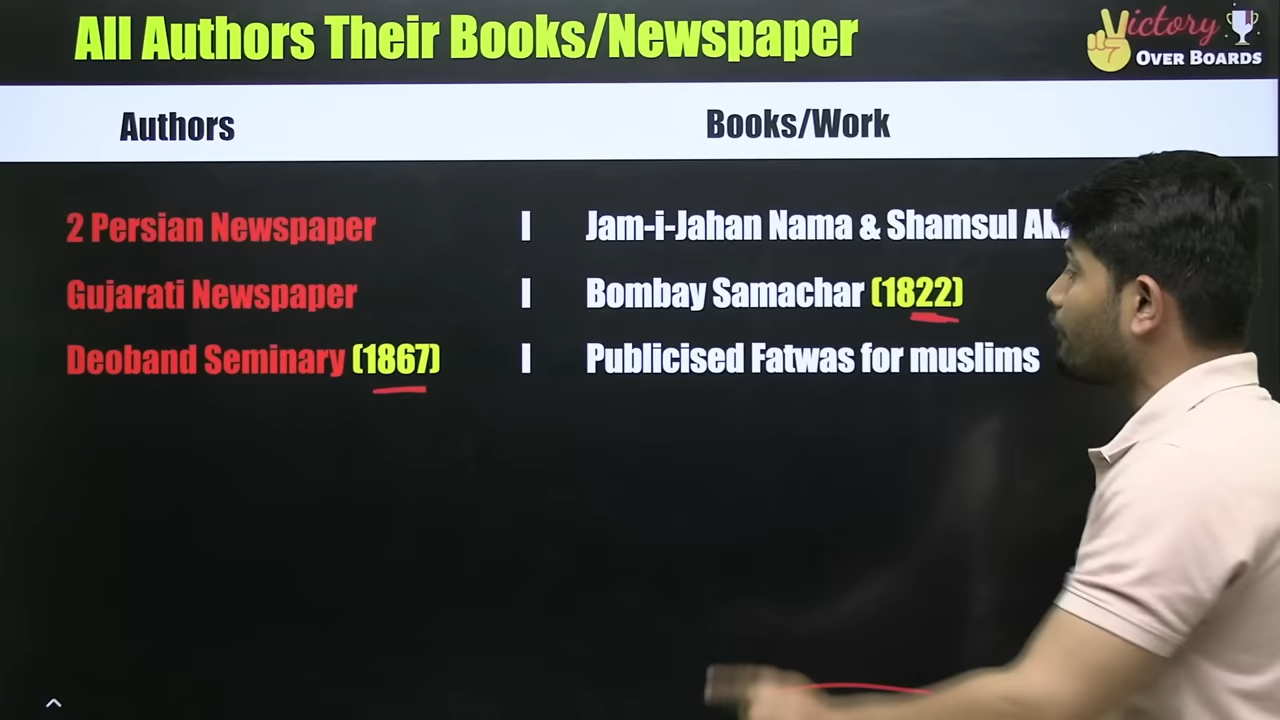 All Authors Their Books/Newspaper
Victory
OVER BOARDS
Authors Books/Work
2 Persian Newspaper | Jam-i-Jahan Nama & Shamsul
Gujarati Newspaper | Bombay Samachar (1822)
Deoband Seminary (1867) | Publicised Fatwas for muslims